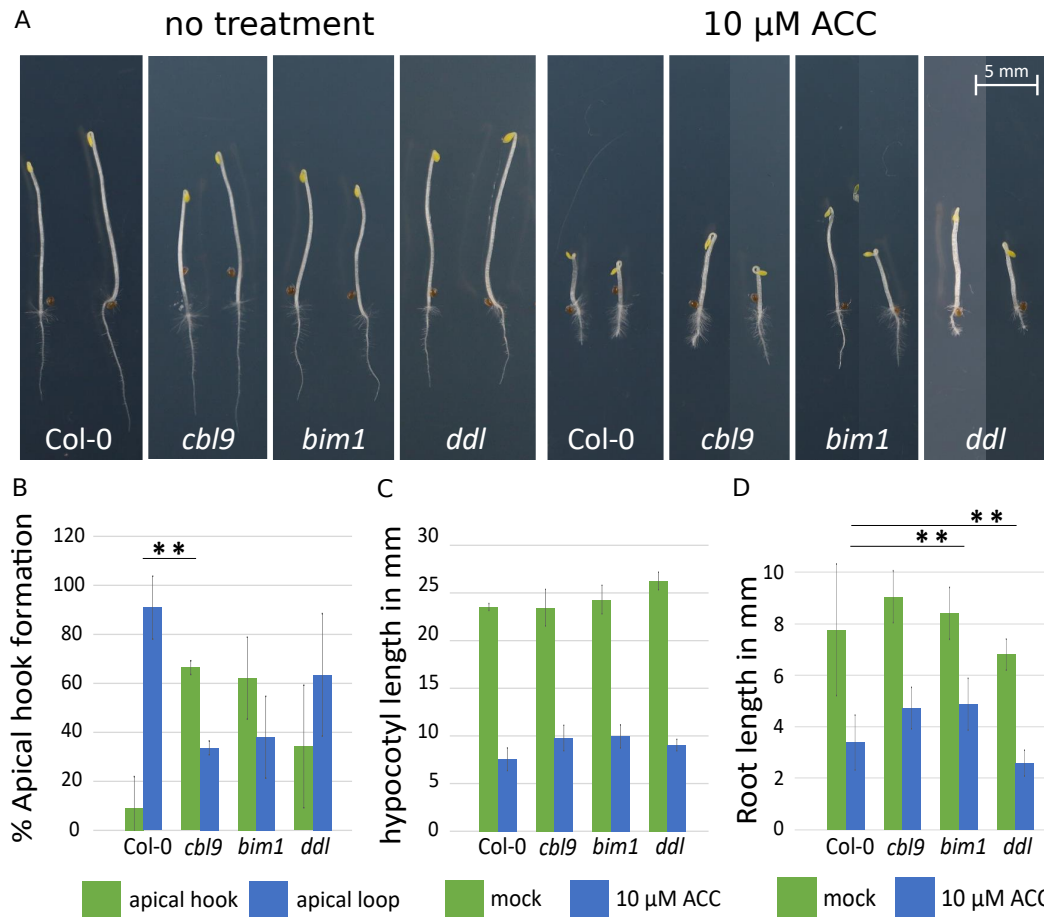 A
no treatment
10 µM ACC
5 mm
Col-0
cbl9
bim1
ddl
Col-0
cbl9
bim1
ddl
B
% Apical hook formation
120
100
80
60
40
20
0
**
Col-0
cbl9
bim1
ddl
apical hook
apical loop
C
hypocotyl length in mm
30
25
20
15
10
5
0
Col-0
cbl9
bim1
ddl
mock
10 µM ACC
D
Root length in mm
10
8
6
4
2
0
**
**
Col-0
cbl9
bim1
ddl
mock
10 µM ACC